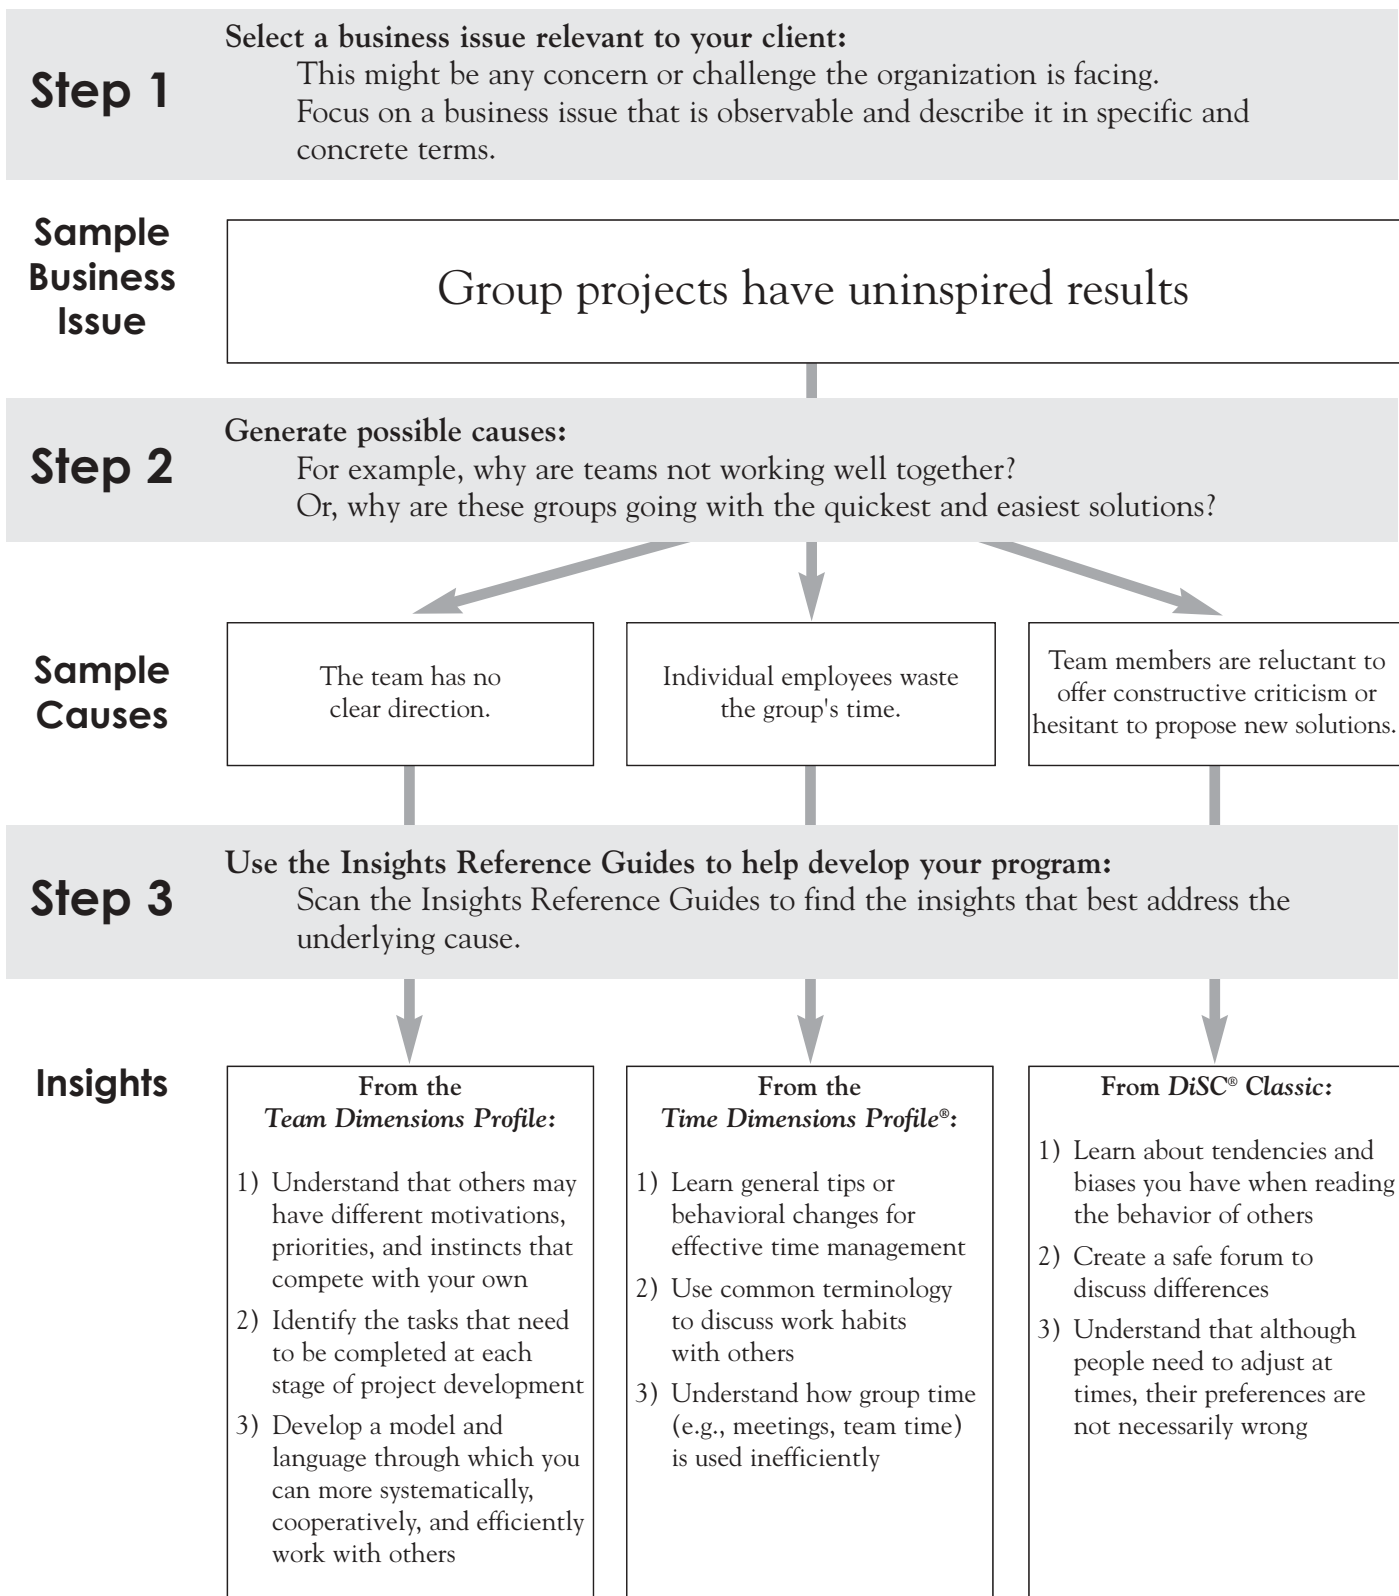 Select a business issue relevant to your client:
Step 1
This might be any concern or challenge the organization is facing.
Focus on a business issue that is observable and describe it in specific and
concrete terms.
Sample
Business
Issue
Group projects have uninspired results
Generate possible causes:
Step 2
For example, why are teams not working well together?
Or, why are these groups going with the quickest and easiest solutions?
Sample
Causes
The team has no
clear direction.
Individual employees waste
the group's time.
Team members are reluctant to
offer constructive criticism or
hesitant to propose new solutions.
Use the Insights Reference Guides to help develop your program:
Step 3
Scan the Insights Reference Guides to find the insights that best address the
underlying cause.
Insights
From the
Team Dimensions Profile:
1) Understand that others may
have different motivations,
priorities, and instincts that
compete with your own
2) Identify the tasks that need
to be completed at each
stage of project development
3) Develop a model and
language through which you
can more systematically,
cooperatively, and efficiently
work with others
From the
Time Dimensions Profile®:
1) Learn general tips or
behavioral changes for
effective time management
2) Use common terminology
to discuss work habits
with others
3) Understand how group time
(e.g., meetings, team time)
is used inefficiently
From DiSC® Classic:
1) Learn about tendencies and
biases you have when reading
the behavior of others
2) Create a safe forum to
discuss differences
3) Understand that although
people need to adjust at
times, their preferences are
not necessarily wrong